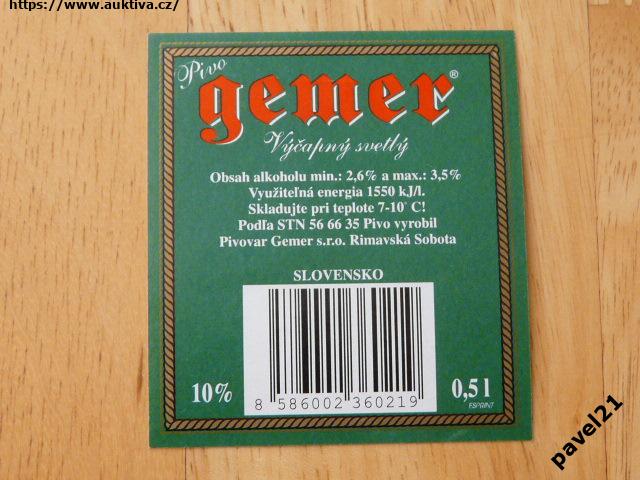 https://www.auktiva.cz/
Pivo
gemer®
Výčapný svetlý
Obsah alkoholu min.: 2,6% a max.: 3,5%
Využiteľná energia 1550 kJ/l.
Skladujte pri teplote 7-10° C!
Podľa STN 56 66 35 Pivo vyrobil
Pivovar Gemer s.r.o. Rimavská Sobota
SLOVENSKO
10%
0,5 l
8 586002 360219
ESPRINT
pavel21